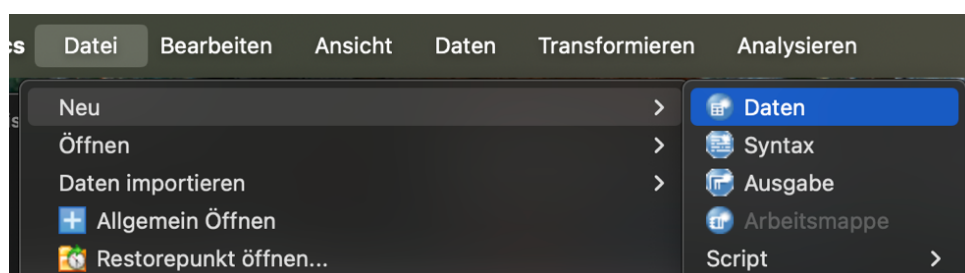 cs Datei Bearbeiten Ansicht Daten Transformieren Analysieren
Neu
Öffnen
Daten importieren
Allgemein Öffnen
Restorepunkt öffnen...
Daten
Syntax
Ausgabe
Arbeitsmappe
Script